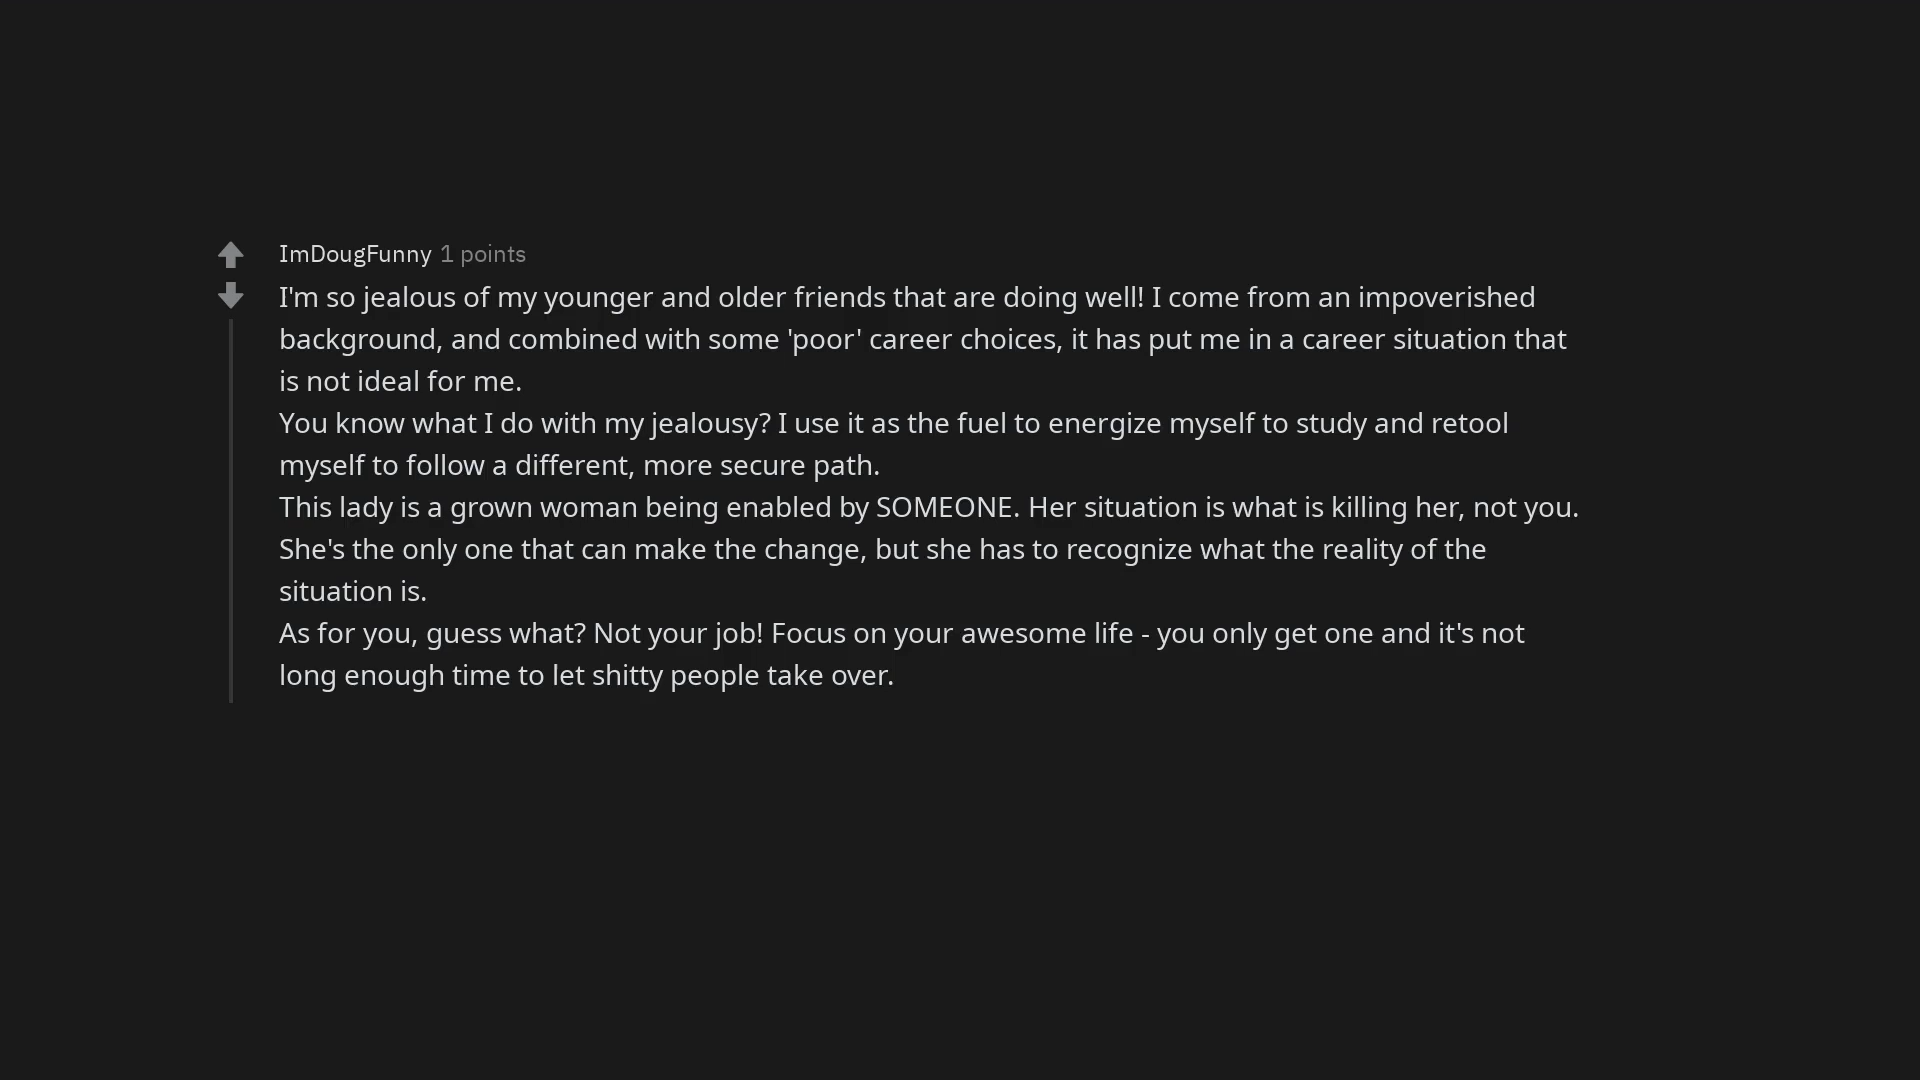 ImDougFunny 1 points
I'm so jealous of my younger and older friends that are doing well! I come from an impoverished
background, and combined with some 'poor' career choices, it has put me in a career situation that
is not ideal for me.
You know what I do with my jealousy? I use it as the fuel to energize myself to study and retool
myself to follow a different, more secure path.
This lady is a grown woman being enabled by SOMEONE. Her situation is what is killing her, not you.
She's the only one that can make the change, but she has to recognize what the reality of the
situation is.
As for you, guess what? Not your job! Focus on your awesome life - you only get one and it's not
long enough time to let shitty people take over.